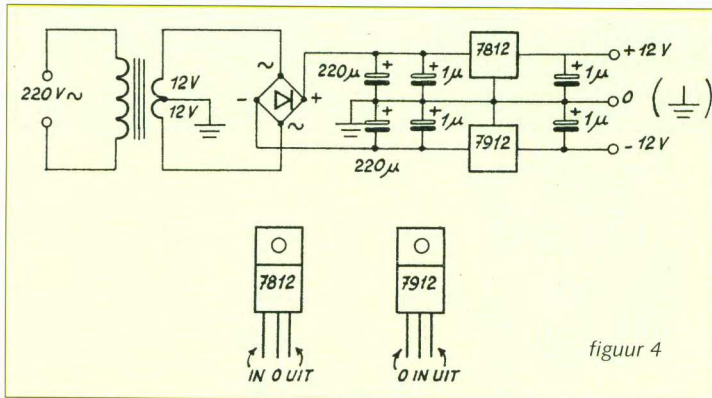 220V~
12V
12V
~
-
+
~
220µ
+
+
1µ
7812
+
1µ
+12V
0 (⏚)
+
220µ
+
1µ
7912
+
1µ
-12V
7812
7912
IN 0 UIT
0 IN UIT
figuur 4